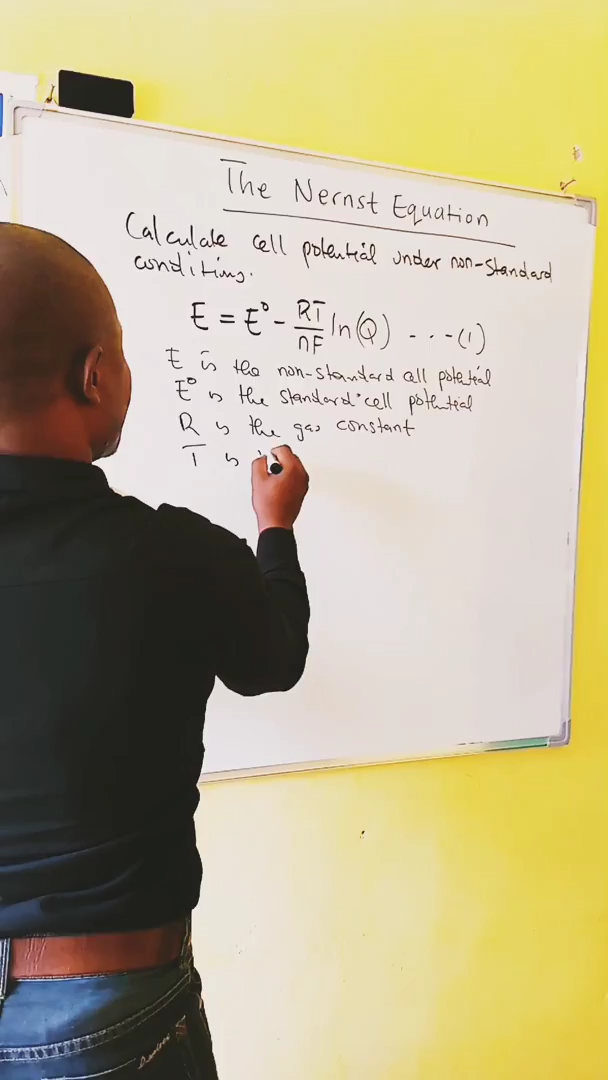 The Nernst Equation
Calculate cell potential under non-standard
conditions.
E = E° - RT/nF ln(Q) ---(1)
E is the non-standard cell potential
E° is the standard cell potential
R is the gas constant
T is